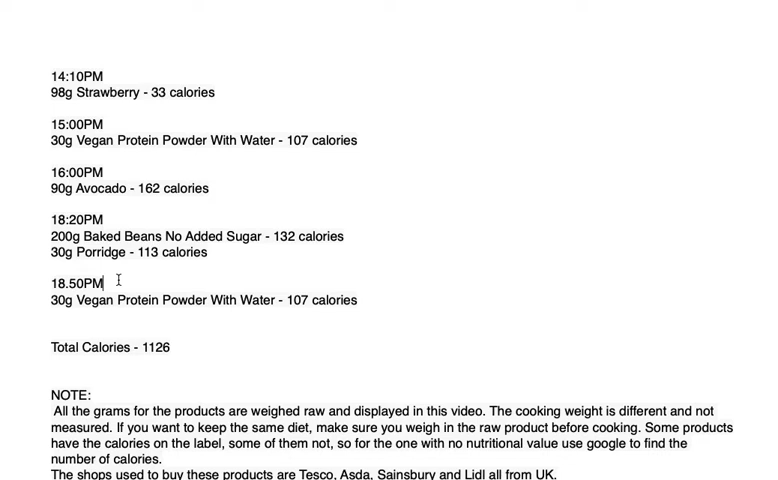 14:10PM
98g Strawberry - 33 calories
15:00PM
30g Vegan Protein Powder With Water - 107 calories
16:00PM
90g Avocado - 162 calories
18:20PM
200g Baked Beans No Added Sugar - 132 calories
30g Porridge - 113 calories
18.50PM
30g Vegan Protein Powder With Water - 107 calories
Total Calories - 1126
NOTE:
All the grams for the products are weighed raw and displayed in this video. The cooking weight is different and not
measured. If you want to keep the same diet, make sure you weigh in the raw product before cooking. Some products
have the calories on the label, some of them not, so for the one with no nutritional value use google to find the
number of calories.
The shops used to buy these products are Tesco, Asda, Sainsbury and Lidl all from UK.